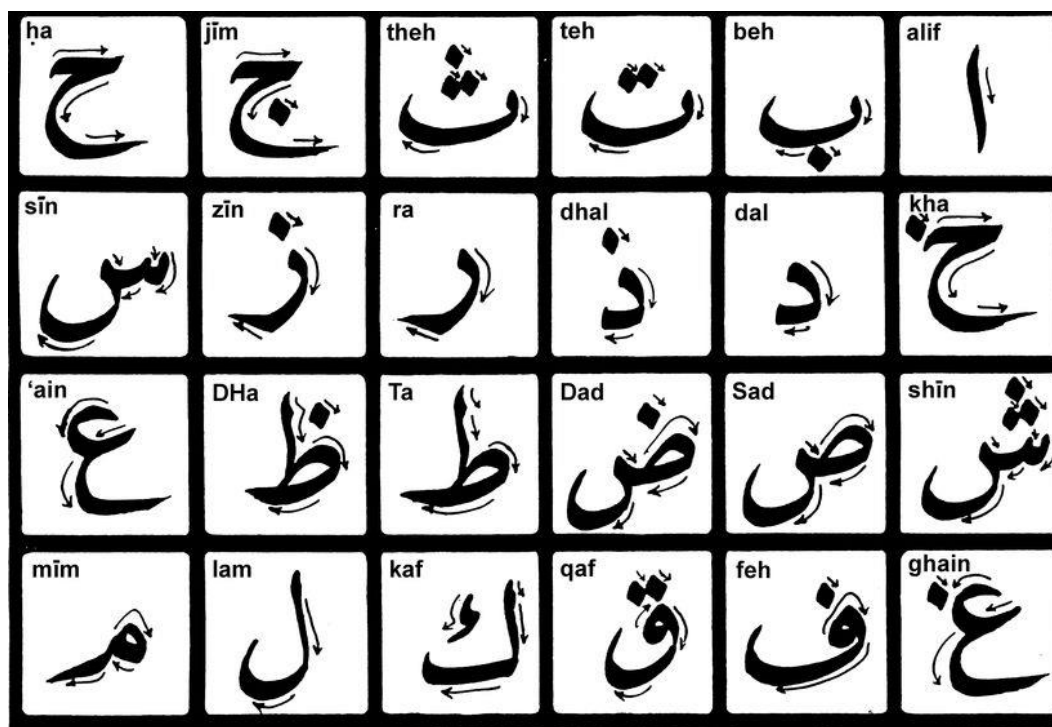 ḥa jīm theh teh beh alif
ا ب ت ث ج ح
sīn zīn ra dhal dal kha
خ د ذ ر ز س
‘ain DHa Ta Dad Sad shīn
ش ص ض ط ظ ع
mīm lam kaf qaf feh ghain
غ ف ق ك ل م